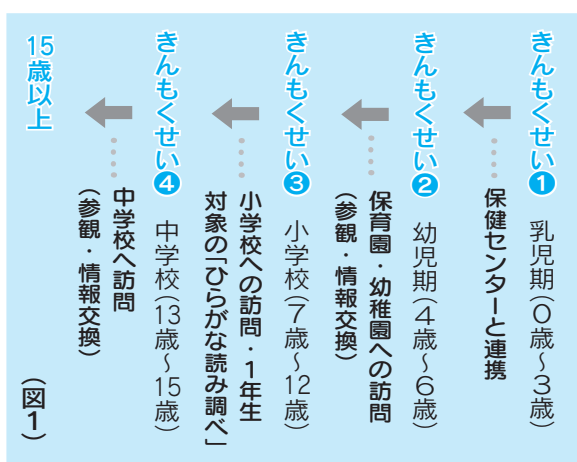 きんもくせい❶　乳児期(0歳〜3歳)
保健センターと連携
きんもくせい❷　幼児期(4歳〜6歳)
保育園・幼稚園への訪問
(参観・情報交換)
きんもくせい❸　小学校(7歳〜12歳)
小学校への訪問・1年生
対象の「ひらがな読み調べ」
きんもくせい❹　中学校(13歳〜15歳)
中学校へ訪問
(参観・情報交換)
15歳以上
(図1)